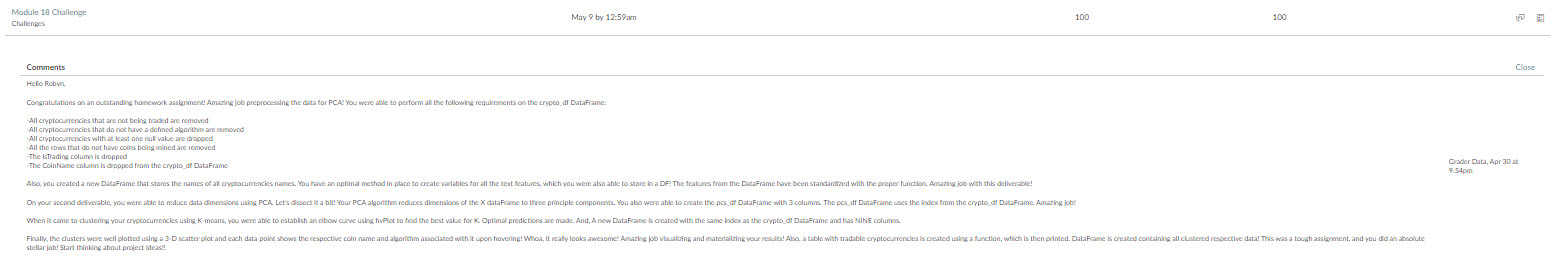 Module 18 Challenge
Challenges
May 9 by 12:59am
100
100
Comments
Close
Hello Robyn,
Congratulations on an outstanding homework assignment! Amazing job preprocessing the data for PCA! You were able to perform all the following requirements on the crypto_df DataFrame:
-All cryptocurrencies that are not being traded are removed
-All cryptocurrencies that do not have a defined algorithm are removed
-All cryptocurrencies with at least one null value are dropped
-All the rows that do not have coins being mined are removed
-The IsTrading column is dropped
-The CoinName column is dropped from the crypto_df DataFrame
Also, you created a new DataFrame that stores the names of all cryptocurrencies names. You have an optimal method in place to create variables for all the text features, which you were also able to store in a DF! The features from the DataFrame have been standardized with the proper function. Amazing job with this deliverable!
On your second deliverable, you were able to reduce data dimensions using PCA. Let's dissect it a bit! Your PCA algorithm reduces dimensions of the X dataFrame to three principle components. You also were able to create the pcs_df DataFrame with 3 columns. The pcs_df DataFrame uses the index from the crypto_df DataFrame. Amazing job!
When it came to clustering your cryptocurrencies using K-means, you were able to establish an elbow curve using hvPlot to find the best value for K. Optimal predictions are made. And, A new DataFrame is created with the same index as the crypto_df DataFrame and has NINE columns.
Finally, the clusters were well plotted using a 3-D scatter plot and each data point shows the respective coin name and algorithm associated with it upon hovering! Whoa, it really looks awesome! Amazing job visualizing and materializing your results! Also, a table with tradable cryptocurrencies is created using a function, which is then printed. DataFrame is created containing all clustered respective data! This was a tough assignment, and you did an absolute
stellar job! Start thinking about project ideas!!
Grader Data, Apr 30 at
9:54pm